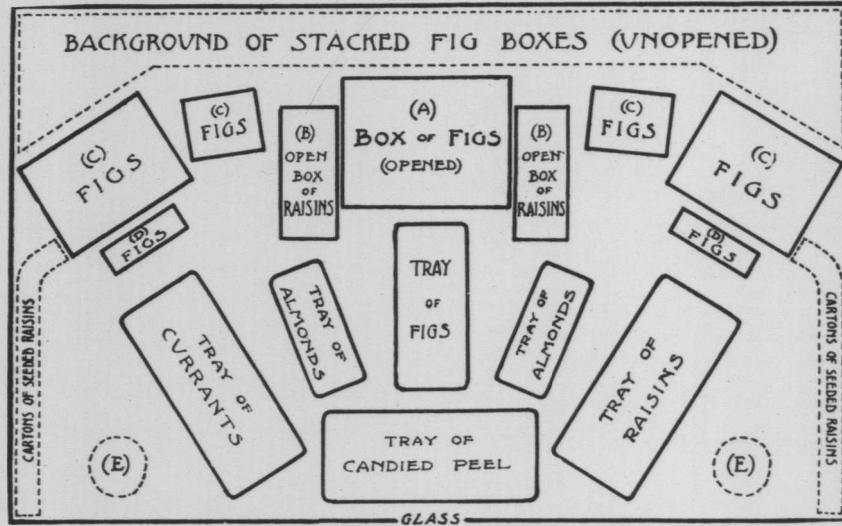 BACKGROUND OF STACKED FIG BOXES (UNOPENED)
(C)
FIGS
(C)
FIGS
(B)
OPEN
BOX
OF
RAISINS
(A)
BOX OF FIGS
(OPENED)
(B)
OPEN
BOX
OF
RAISINS
(C)
FIGS
(C)
FIGS
(D)
FIGS
(D)
FIGS
CARTONS OF SEEDED RAISINS
TRAY OF
CURRANTS
TRAY OF
ALMONDS
TRAY
OF
FIGS
TRAY OF
ALMONDS
TRAY OF
RAISINS
CARTONS OF SEEDED RAISINS
(E)
TRAY OF
CANDIED PEEL
(E)
GLASS